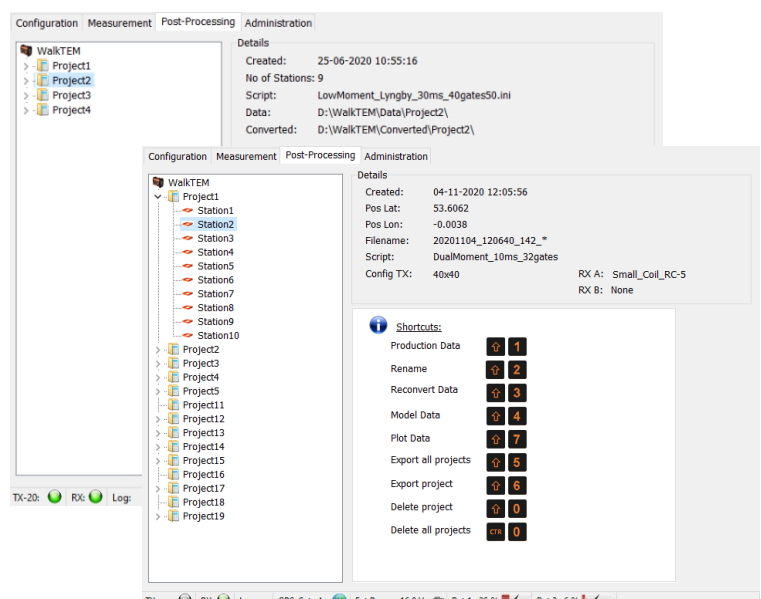 Configuration Measurement Post-Processing Administration
WalkTEM
Project1
Project2
Project3
Project4
Details
Created: 25-06-2020 10:55:16
No of Stations: 9
Script: LowMoment_Lyngby_30ms_40gates50.ini
Data: D:\WalkTEM\Data\Project2\
Converted: D:\WalkTEM\Converted\Project2\
TX-20: RX: Log:
Configuration Measurement Post-Processing Administration
WalkTEM
Project1
Station1
Station2
Station3
Station4
Station5
Station6
Station7
Station8
Station9
Station10
Project2
Project3
Project4
Project5
Project11
Project12
Project13
Project14
Project15
Project16
Project17
Project18
Project19
Details
Created: 04-11-2020 12:05:56
Pos Lat: 53.6062
Pos Lon: -0.0038
Filename: 20201104_120640_142_*
Script: DualMoment_10ms_32gates
Config TX: 40x40 RX A: Small_Coil_RC-5
RX B: None
Shortcuts:
Production Data ⇧ 1
Rename ⇧ 2
Reconvert Data ⇧ 3
Model Data ⇧ 4
Plot Data ⇧ 7
Export all projects ⇧ 5
Export project ⇧ 6
Delete project ⇧ 0
Delete all projects CTR 0